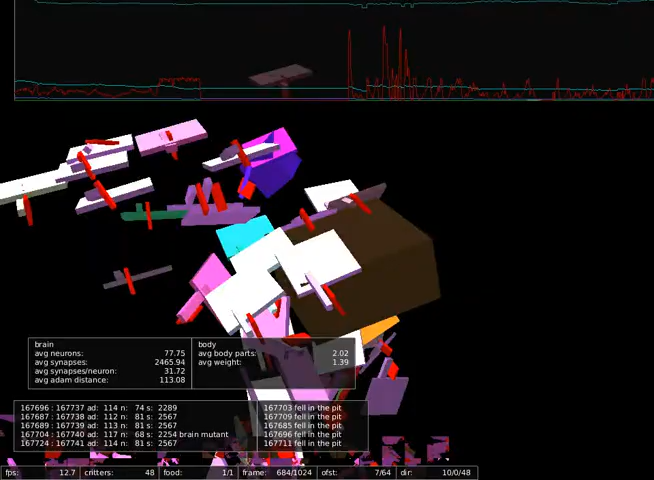 brain
avg neurons: 77.75
avg synapses: 2465.94
avg synapses/neuron: 31.72
avg adam distance: 113.08
body
avg body parts: 2.02
avg weight: 1.39
167696 : 167737 ad: 114 n: 74 s: 2289
167687 : 167738 ad: 112 n: 81 s: 2567
167689 : 167739 ad: 113 n: 81 s: 2567
167704 : 167740 ad: 117 n: 68 s: 2254 brain mutant
167724 : 167741 ad: 114 n: 81 s: 2567
167703 fell in the pit
167709 fell in the pit
167685 fell in the pit
167696 fell in the pit
167711 fell in the pit
fps: 12.7 critters: 48 food: 1/1 frame: 684/1024 ofst: 7/64 dir: 10/0/48